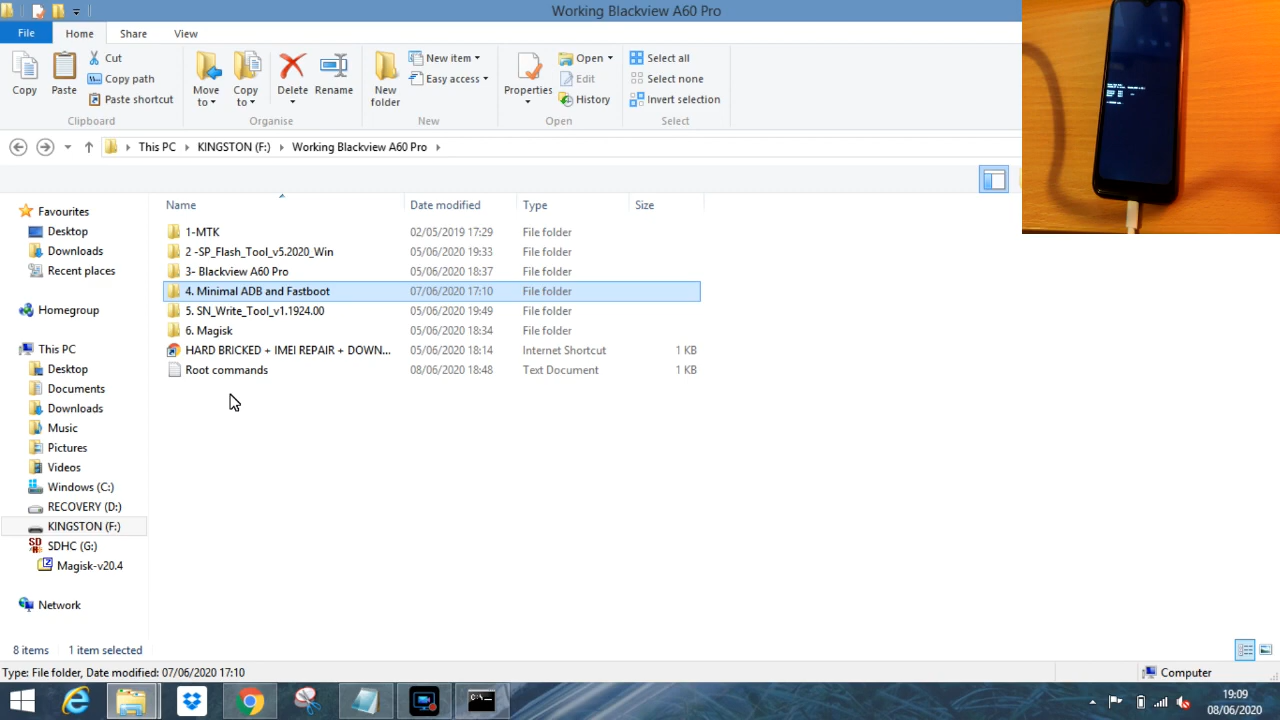 Working Blackview A60 Pro
File
Home
Share
View
Copy
Paste
Cut
Copy path
Paste shortcut
Clipboard
Move to
Copy to
Delete
Rename
Organise
New folder
New item
Easy access
New
Properties
Open
Edit
History
Open
Select all
Select none
Invert selection
Select
This PC
KINGSTON (F:)
Working Blackview A60 Pro
Name
Date modified
Type
Size
1-MTK 02/05/2019 17:29 File folder
2 -SP_Flash_Tool_v5.2020_Win 05/06/2020 19:33 File folder
3- Blackview A60 Pro 05/06/2020 18:37 File folder
4. Minimal ADB and Fastboot 07/06/2020 17:10 File folder
5. SN_Write_Tool_v1.1924.00 05/06/2020 19:49 File folder
6. Magisk 05/06/2020 18:34 File folder
HARD BRICKED + IMEI REPAIR + DOWN... 05/06/2020 18:14 Internet Shortcut 1 KB
Root commands 08/06/2020 18:48 Text Document 1 KB
Favourites
Desktop
Downloads
Recent places
Homegroup
This PC
Desktop
Documents
Downloads
Music
Pictures
Videos
Windows (C:)
RECOVERY (D:)
KINGSTON (F:)
SDHC (G:)
Magisk-v20.4
Network
8 items
1 item selected
Type: File folder, Date modified: 07/06/2020 17:10
Computer
19:09
08/06/2020